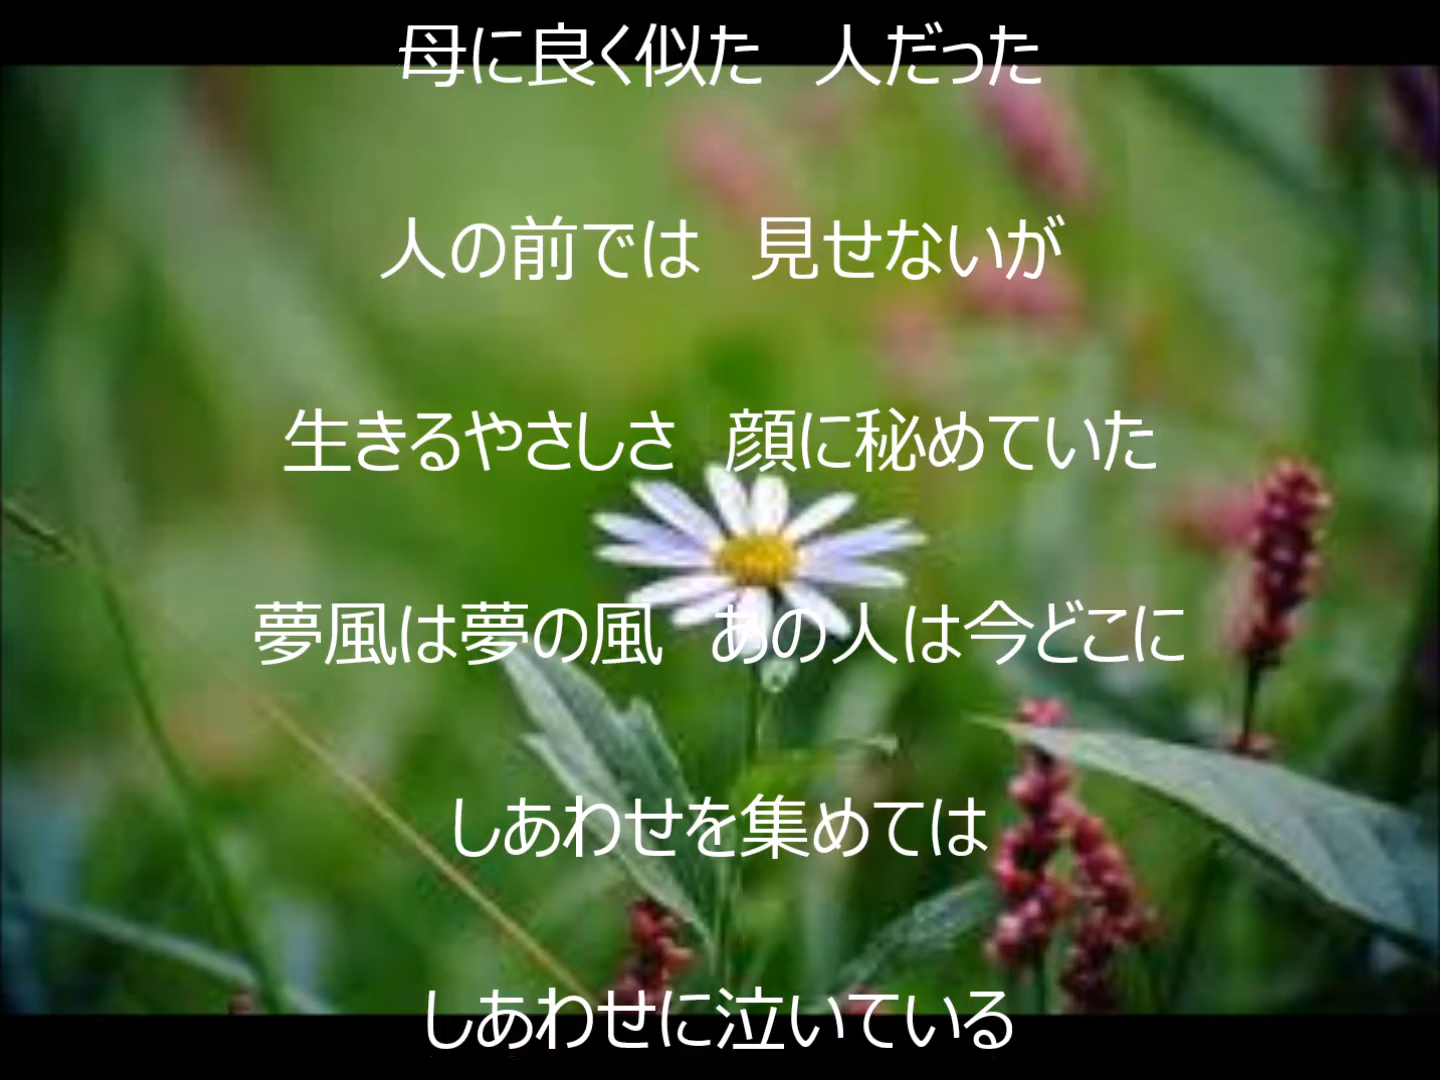 母に良く似た　人だった
人の前では　見せないが
生きるやさしさ　顔に秘めていた
夢風は夢の風　あの人は今どこに
しあわせを集めては
しあわせに泣いている